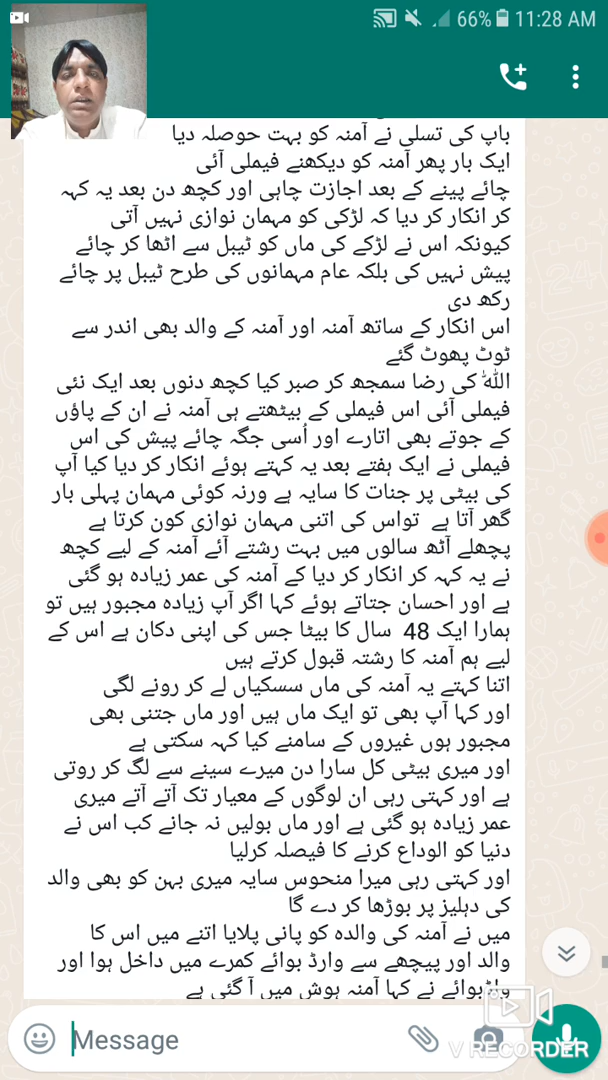 66% 11:28 AM
باپ کی تسلی نے آمنہ کو بہت حوصلہ دیا
ایک بار پھر آمنہ کو دیکھنے فیملی آئی
چائے پینے کے بعد اجازت چاہی اور کچھ دن بعد یہ کہہ
کر انکار کر دیا کہ لڑکی کو مہمان نوازی نہیں آتی
کیونکہ اس نے لڑکے کی ماں کو ٹیبل سے اٹھا کر چائے
پیش نہیں کی بلکہ عام مہمانوں کی طرح ٹیبل پر چائے
رکھ دی
اس انکار کے ساتھ آمنہ اور آمنہ کے والد بھی اندر سے
ٹوٹ پھوٹ گئے
اللہ کی رضا سمجھ کر صبر کیا کچھ دنوں بعد ایک نئی
فیملی آئی اس فیملی کے بیٹھتے ہی آمنہ نے ان کے پاؤں
کے جوتے بھی اتارے اور اُسی جگہ چائے پیش کی اس
فیملی نے ایک ہفتے بعد یہ کہتے ہوئے انکار کر دیا کیا آپ
کی بیٹی پر جنات کا سایہ ہے ورنہ کوئی مہمان پہلی بار
گھر آتا ہے تواس کی اتنی مہمان نوازی کون کرتا ہے
پچھلے آٹھ سالوں میں بہت رشتے آئے آمنہ کے لیے کچھ
نے یہ کہہ کر انکار کر دیا کے آمنہ کی عمر زیادہ ہو گئی
ہے اور احسان جتاتے ہوئے کہا اگر آپ زیادہ مجبور ہیں تو
ہمارا ایک 48 سال کا بیٹا جس کی اپنی دکان ہے اس کے
لیے ہم آمنہ کا رشتہ قبول کرتے ہیں
اتنا کہتے یہ آمنہ کی ماں سسکیاں لے کر رونے لگی
اور کہا آپ بھی تو ایک ماں ہیں اور ماں جتنی بھی
مجبور ہوں غیروں کے سامنے کیا کہہ سکتی ہے
اور میری بیٹی کل سارا دن میرے سینے سے لگ کر روتی
ہے اور کہتی رہی ان لوگوں کے معیار تک آتے آتے میری
عمر زیادہ ہو گئی ہے اور ماں بولیں نہ جانے کب اس نے
دنیا کو الوداع کرنے کا فیصلہ کرلیا
اور کہتی رہی میرا منحوس سایہ میری بہن کو بھی والد
کی دہلیز پر بوڑھا کر دے گا
میں نے آمنہ کی والدہ کو پانی پلایا اتنے میں اس کا
والد اور پیچھے سے وارڈ بوائے کمرے میں داخل ہوا اور
وارڈبوائے نے کہا آمنہ ہوش میں آ گئی ہے
Message
V RECORDER